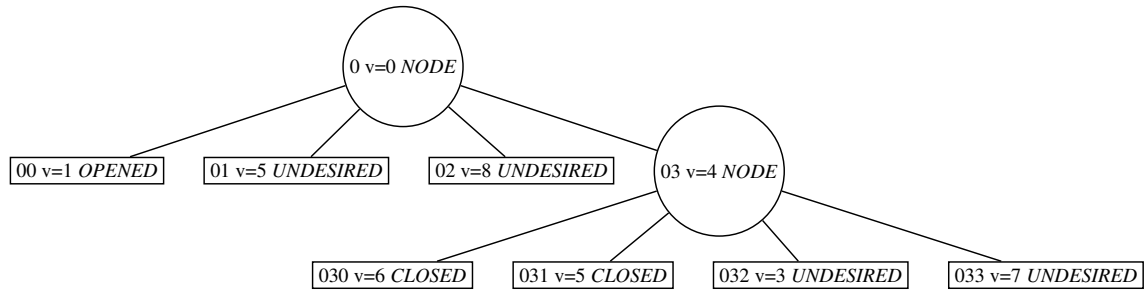 0 v=0 NODE
00 v=1 OPENED
01 v=5 UNDESIRED
02 v=8 UNDESIRED
03 v=4 NODE
030 v=6 CLOSED
031 v=5 CLOSED
032 v=3 UNDESIRED
033 v=7 UNDESIRED